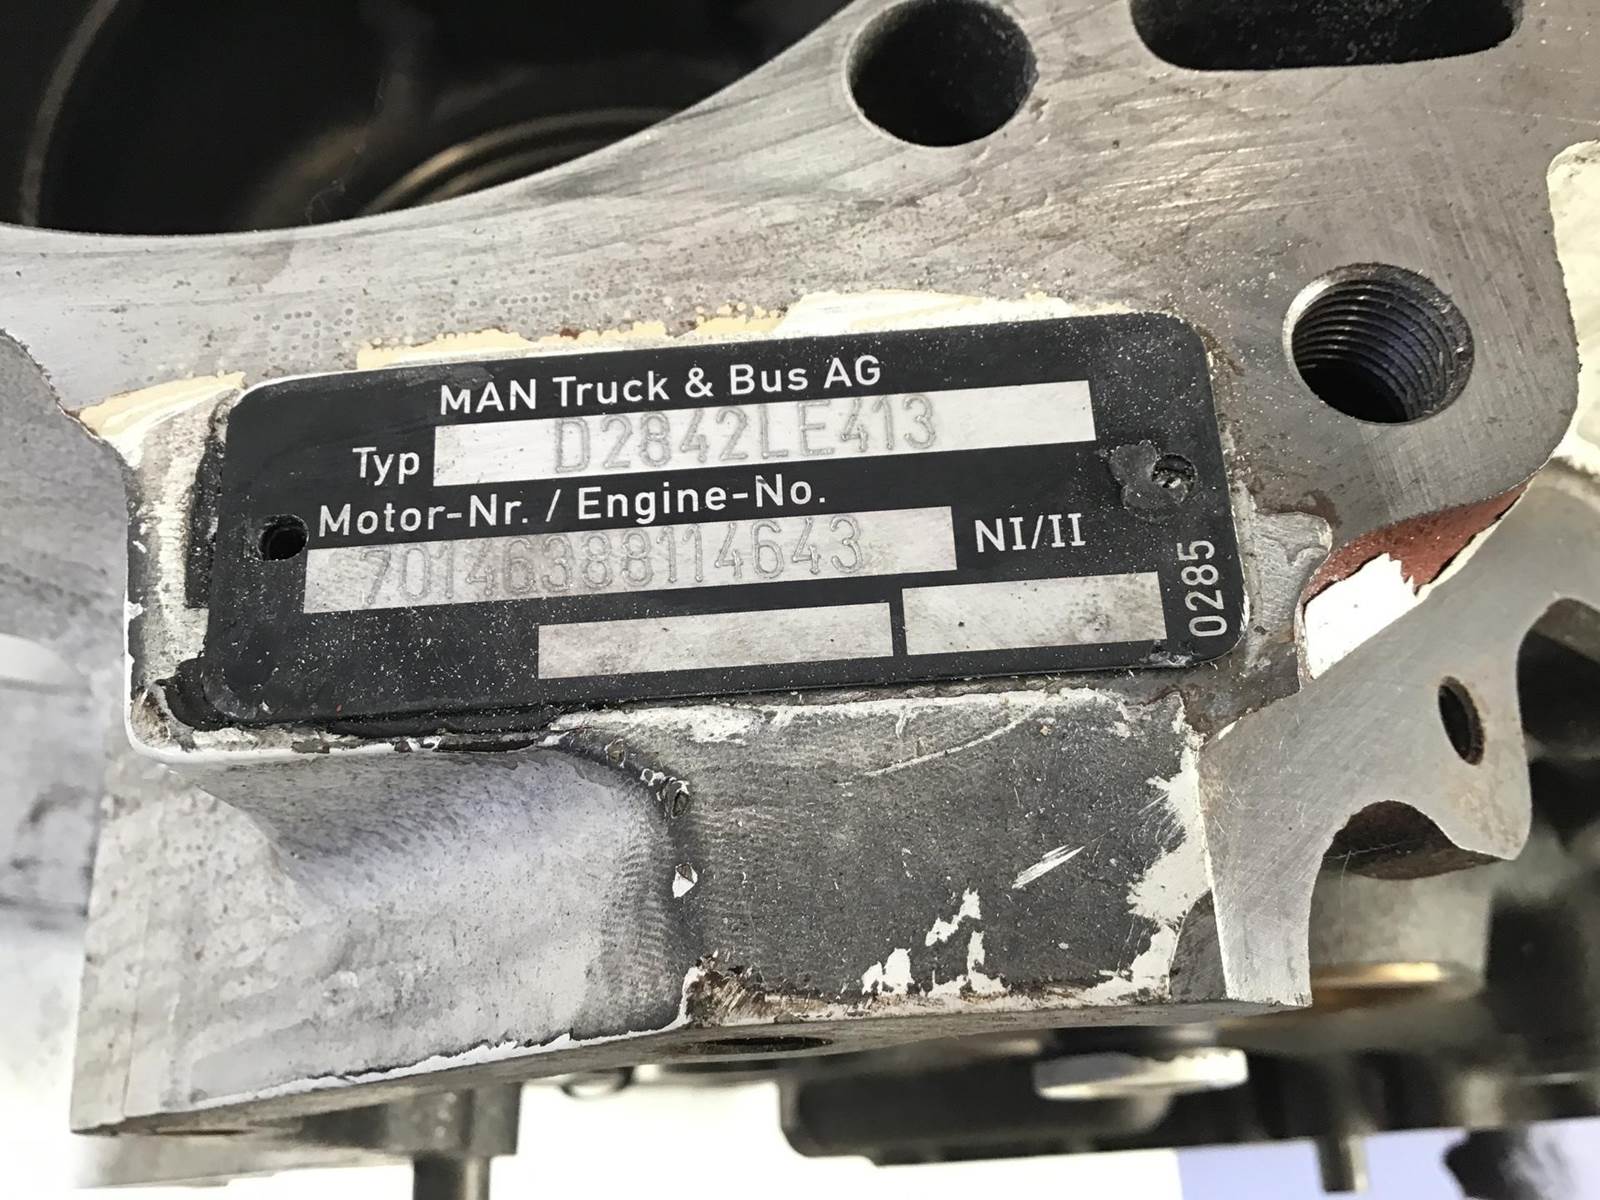 MAN Truck & Bus AG
Typ D2842LE413
Motor-Nr. / Engine-No.
70146388114643 NI/II
0285